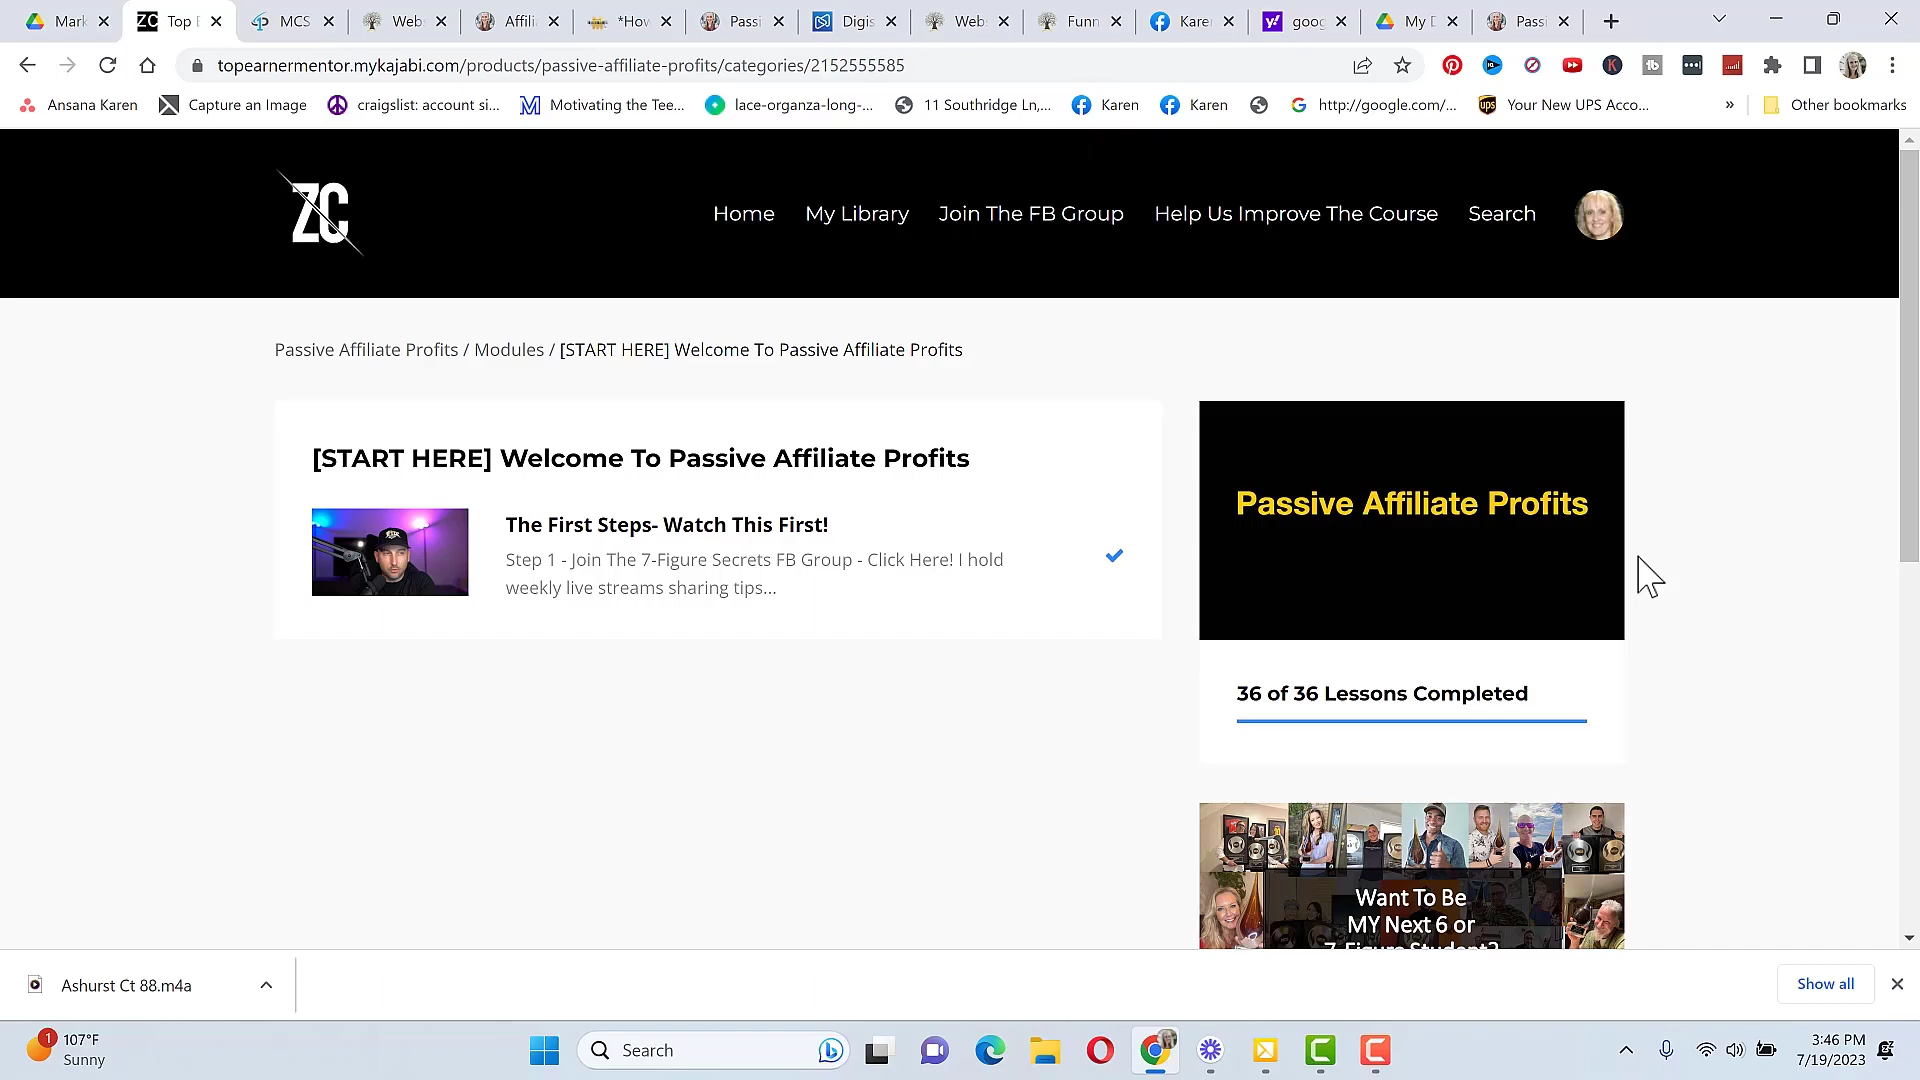 Mark
Top E
MCS
Webs
Affili
*How
Passi
Digis
Webs
Funn
Karen
goog
My D
Passi
topearnermentor.mykajabi.com/products/passive-affiliate-profits/categories/2152555585
Ansana Karen
Capture an Image
craigslist: account si...
Motivating the Tee...
lace-organza-long-...
11 Southridge Ln,...
Karen
Karen
http://google.com/...
Your New UPS Acco...
»
Other bookmarks
ZC
Home
My Library
Join The FB Group
Help Us Improve The Course
Search
Passive Affiliate Profits / Modules / [START HERE] Welcome To Passive Affiliate Profits
[START HERE] Welcome To Passive Affiliate Profits
The First Steps- Watch This First!
Step 1 - Join The 7-Figure Secrets FB Group - Click Here! I hold
weekly live streams sharing tips...
Passive Affiliate Profits
36 of 36 Lessons Completed
Want To Be
MY Next 6 or
7-Figure Student?
Ashurst Ct 88.m4a
Show all
1
107°F
Sunny
Search
3:46 PM
7/19/2023